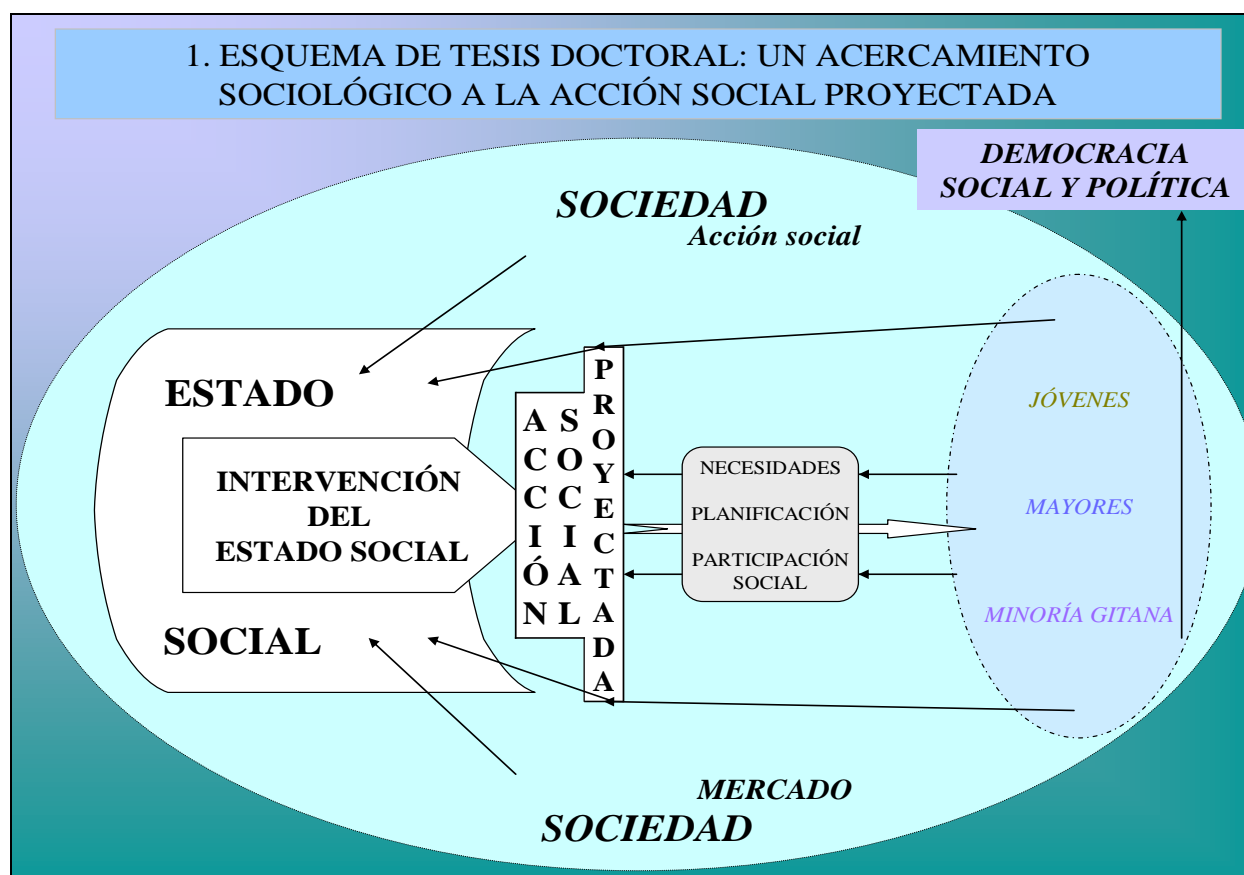 1. ESQUEMA DE TESIS DOCTORAL: UN ACERCAMIENTO
SOCIOLÓGICO A LA ACCIÓN SOCIAL PROYECTADA
DEMOCRACIA
SOCIAL Y POLÍTICA
SOCIEDAD
Acción social
ESTADO
INTERVENCIÓN
DEL
ESTADO SOCIAL
SOCIAL
ACCIÓN
SOCIAL
PROYECTADA
NECESIDADES
PLANIFICACIÓN
PARTICIPACIÓN
SOCIAL
JÓVENES
MAYORES
MINORÍA GITANA
MERCADO
SOCIEDAD